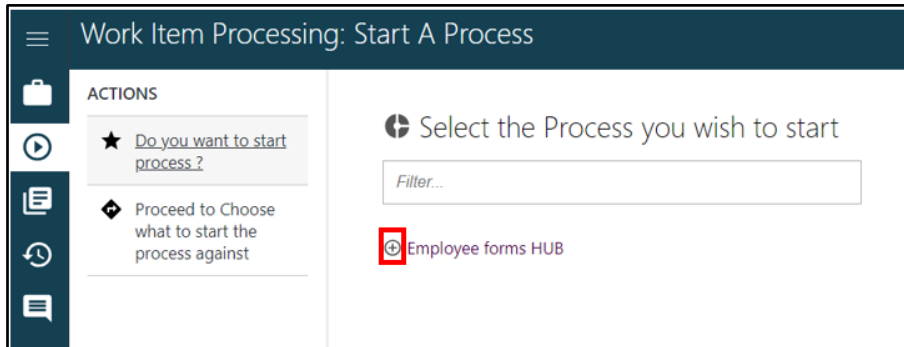 Work Item Processing: Start A Process
ACTIONS
Do you want to start
process ?
Proceed to Choose
what to start the
process against
Select the Process you wish to start
Filter...
Employee forms HUB